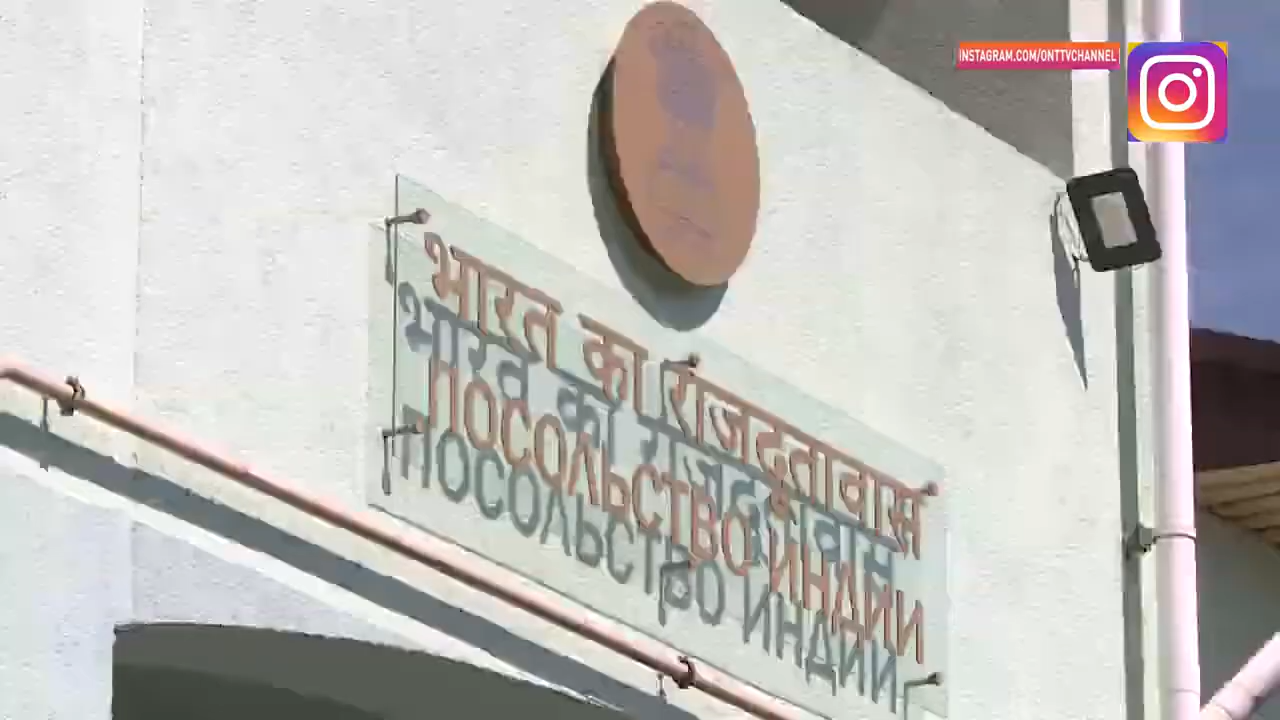 INSTAGRAM.COM/ONTTVCHANNEL
भारत का राजदूतावास
ПОСОЛЬСТВО ИНДИИ